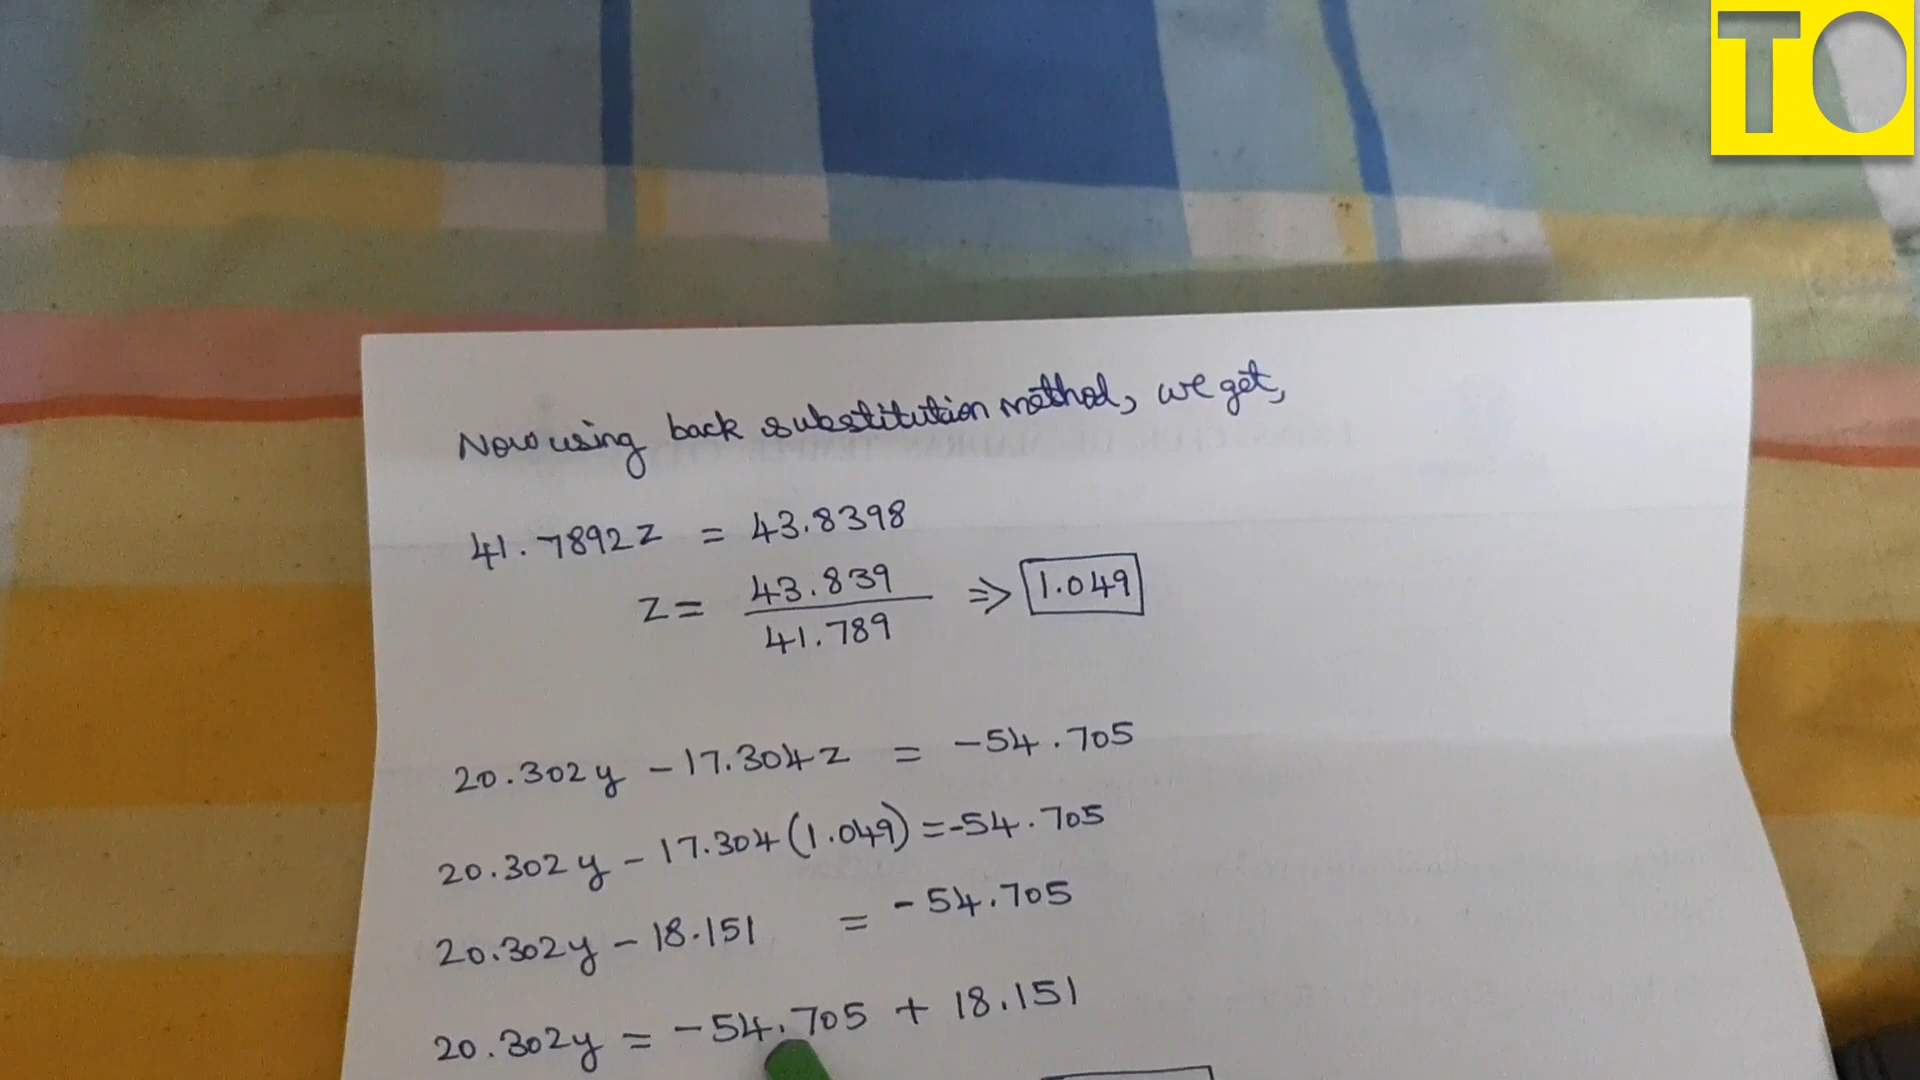 TO
Now using back substitution method, we get,
41.7892z = 43.8398
z = 43.839 / 41.789 => 1.049
20.302y - 17.304z = -54.705
20.302y - 17.304(1.049) = -54.705
20.302y - 18.151 = -54.705
20.302y = -54.705 + 18.151